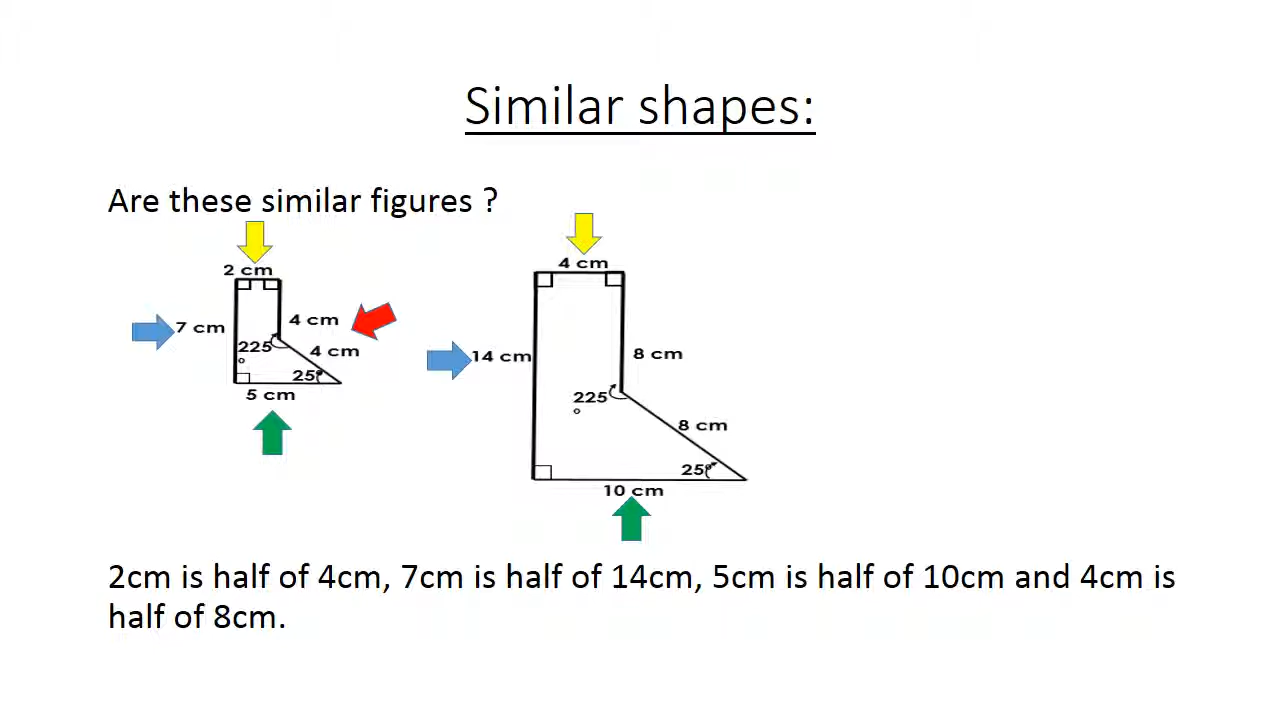 Similar shapes:
Are these similar figures ?
2 cm
4 cm
7 cm
4 cm
225
°
4 cm
25°
5 cm
14 cm
8 cm
225
°
8 cm
25°
10 cm
2cm is half of 4cm, 7cm is half of 14cm, 5cm is half of 10cm and 4cm is
half of 8cm.